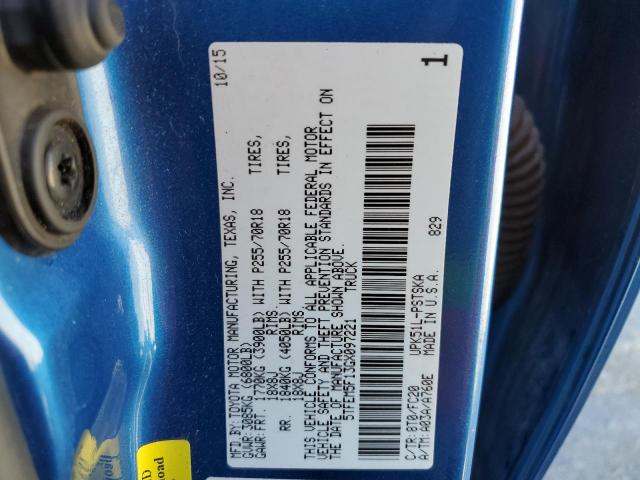 MFD.BY:TOYOTA MOTOR MANUFACTURING, TEXAS, INC. 10/15
GVWR:3085KG(6800LB)
GAWR:FRT. 1770KG (3900LB) WITH P255/70R18 TIRES,
18X8J RIMS,
RR. 1840KG (4050LB) WITH P255/70R18 TIRES,
18X8J RIMS.
THIS VEHICLE CONFORMS TO ALL APPLICABLE FEDERAL MOTOR
VEHICLE SAFETY AND THEFT PREVENTION STANDARDS IN EFFECT ON
THE DATE OF MANUFACTURE SHOWN ABOVE.
5TFEM5F13GX097221 TRUCK
C/TR:8T0/FC20 UPK51L-PSTSKA 829
A/TM:A03A/A760E MADE IN U.S.A.
1